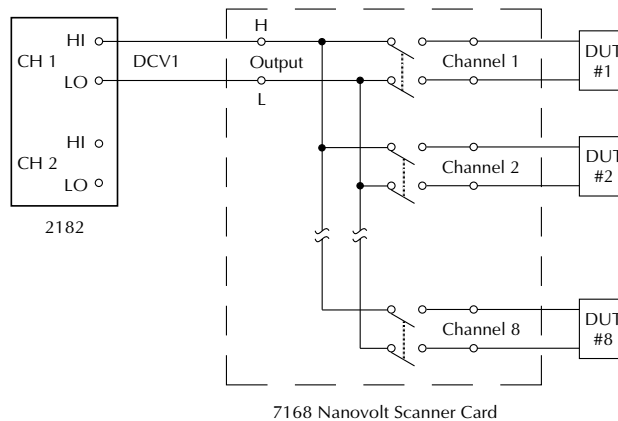 HI
CH 1
LO
DCV1
H
Output
L
Channel 1
DUT
#1
HI
CH 2
LO
2182
Channel 2
DUT
#2
Channel 8
DUT
#8
7168 Nanovolt Scanner Card